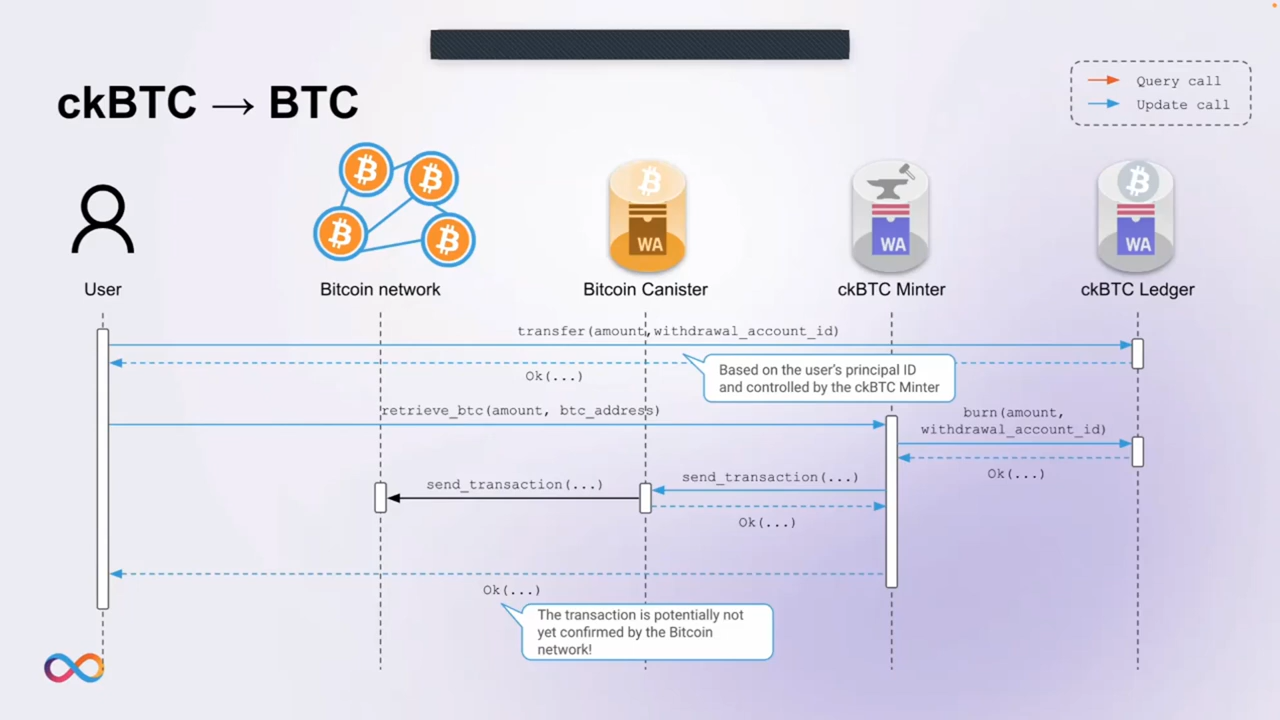 ckBTC → BTC
Query call
Update call
WA
WA
WA
User
Bitcoin network
Bitcoin Canister
ckBTC Minter
ckBTC Ledger
transfer(amount,withdrawal_account_id)
Based on the user's principal ID
and controlled by the ckBTC Minter
Ok(...)
retrieve_btc(amount, btc_address)
burn(amount,
withdrawal_account_id)
Ok(...)
send_transaction(...)
send_transaction(...)
Ok(...)
Ok(...)
The transaction is potentially not
yet confirmed by the Bitcoin
network!